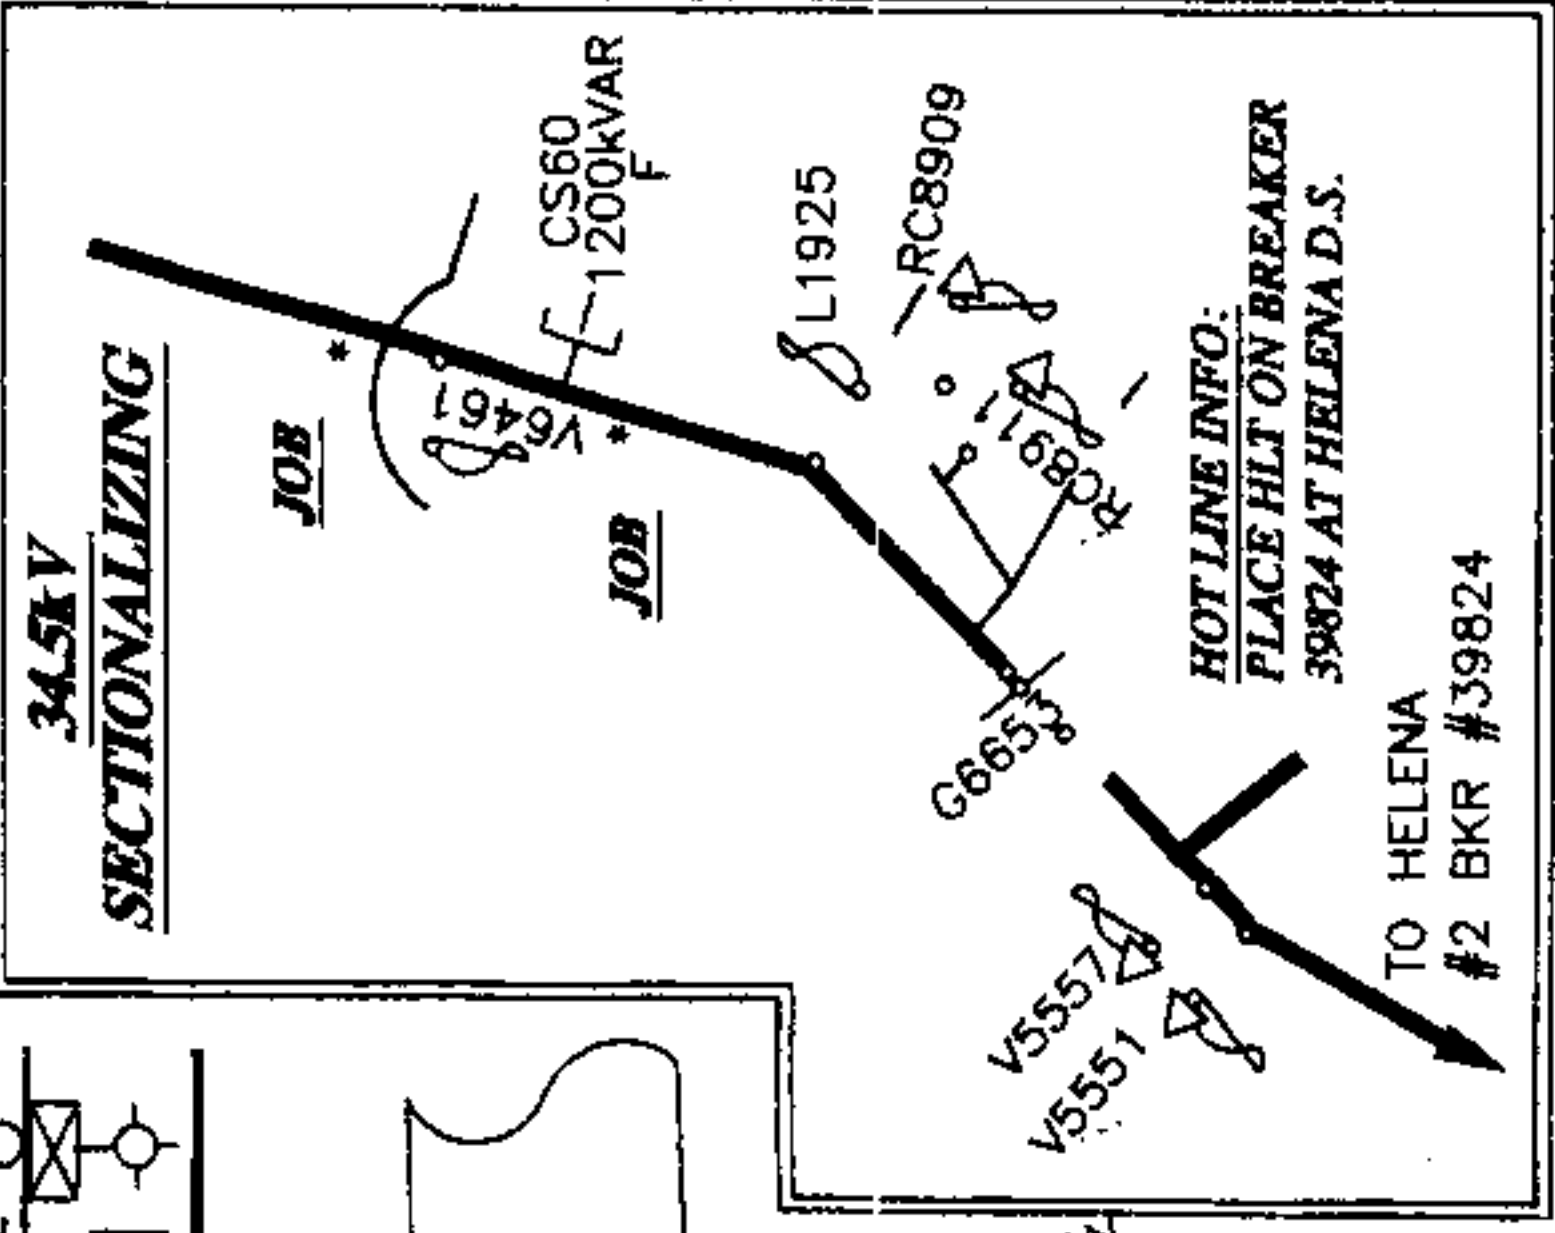 34.5kV
SECTIONALIZING
JOB
*
V6461
CS60
1200kVAR
F
*
JOB
L1925
RC8909
RC8911
G6653
HOT LINE INFO:
PLACE HLT ON BREAKER
39824 AT HELENA D.S.
V5557
V5551
TO HELENA
#2 BKR #39824